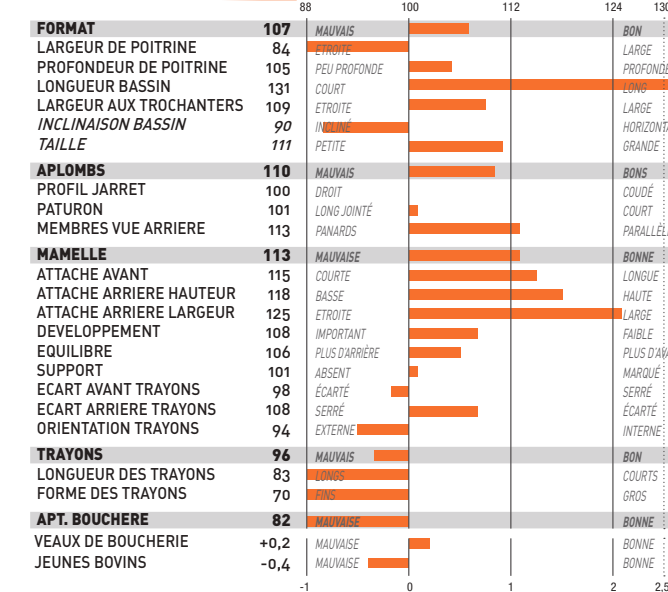 88 100 112 124 130
FORMAT 107 MAUVAIS BON
LARGEUR DE POITRINE 84 ETROITE LARGE
PROFONDEUR DE POITRINE 105 PEU PROFONDE PROFONDE
LONGUEUR BASSIN 131 COURT LONG
LARGEUR AUX TROCHANTERS 109 ETROITE LARGE
INCLINAISON BASSIN 90 INCLINÉ HORIZONT
TAILLE 111 PETITE GRANDE
APLOMBS 110 MAUVAIS BONS
PROFIL JARRET 100 DROIT COUDÉ
PATURON 101 LONG JOINTÉ COURT
MEMBRES VUE ARRIERE 113 PANARDS PARALLÈL
MAMELLE 113 MAUVAISE BONNE
ATTACHE AVANT 115 COURTE LONGUE
ATTACHE ARRIERE HAUTEUR 118 BASSE HAUTE
ATTACHE ARRIERE LARGEUR 125 ETROITE LARGE
DEVELOPPEMENT 108 IMPORTANT FAIBLE
EQUILIBRE 106 PLUS D'ARRIÈRE PLUS D'AVA
SUPPORT 101 ABSENT MARQUÉ
ECART AVANT TRAYONS 98 ÉCARTÉ SERRÉ
ECART ARRIERE TRAYONS 108 SERRÉ ÉCARTÉ
ORIENTATION TRAYONS 94 EXTERNE INTERNE
TRAYONS 96 MAUVAIS BON
LONGUEUR DES TRAYONS 83 LONGS COURTS
FORME DES TRAYONS 70 FINS GROS
APT. BOUCHERE 82 MAUVAISE BONNE
VEAUX DE BOUCHERIE +0,2 MAUVAISE BONNE
JEUNES BOVINS -0,4 MAUVAISE BONNE
-1 0 1 2 2,5